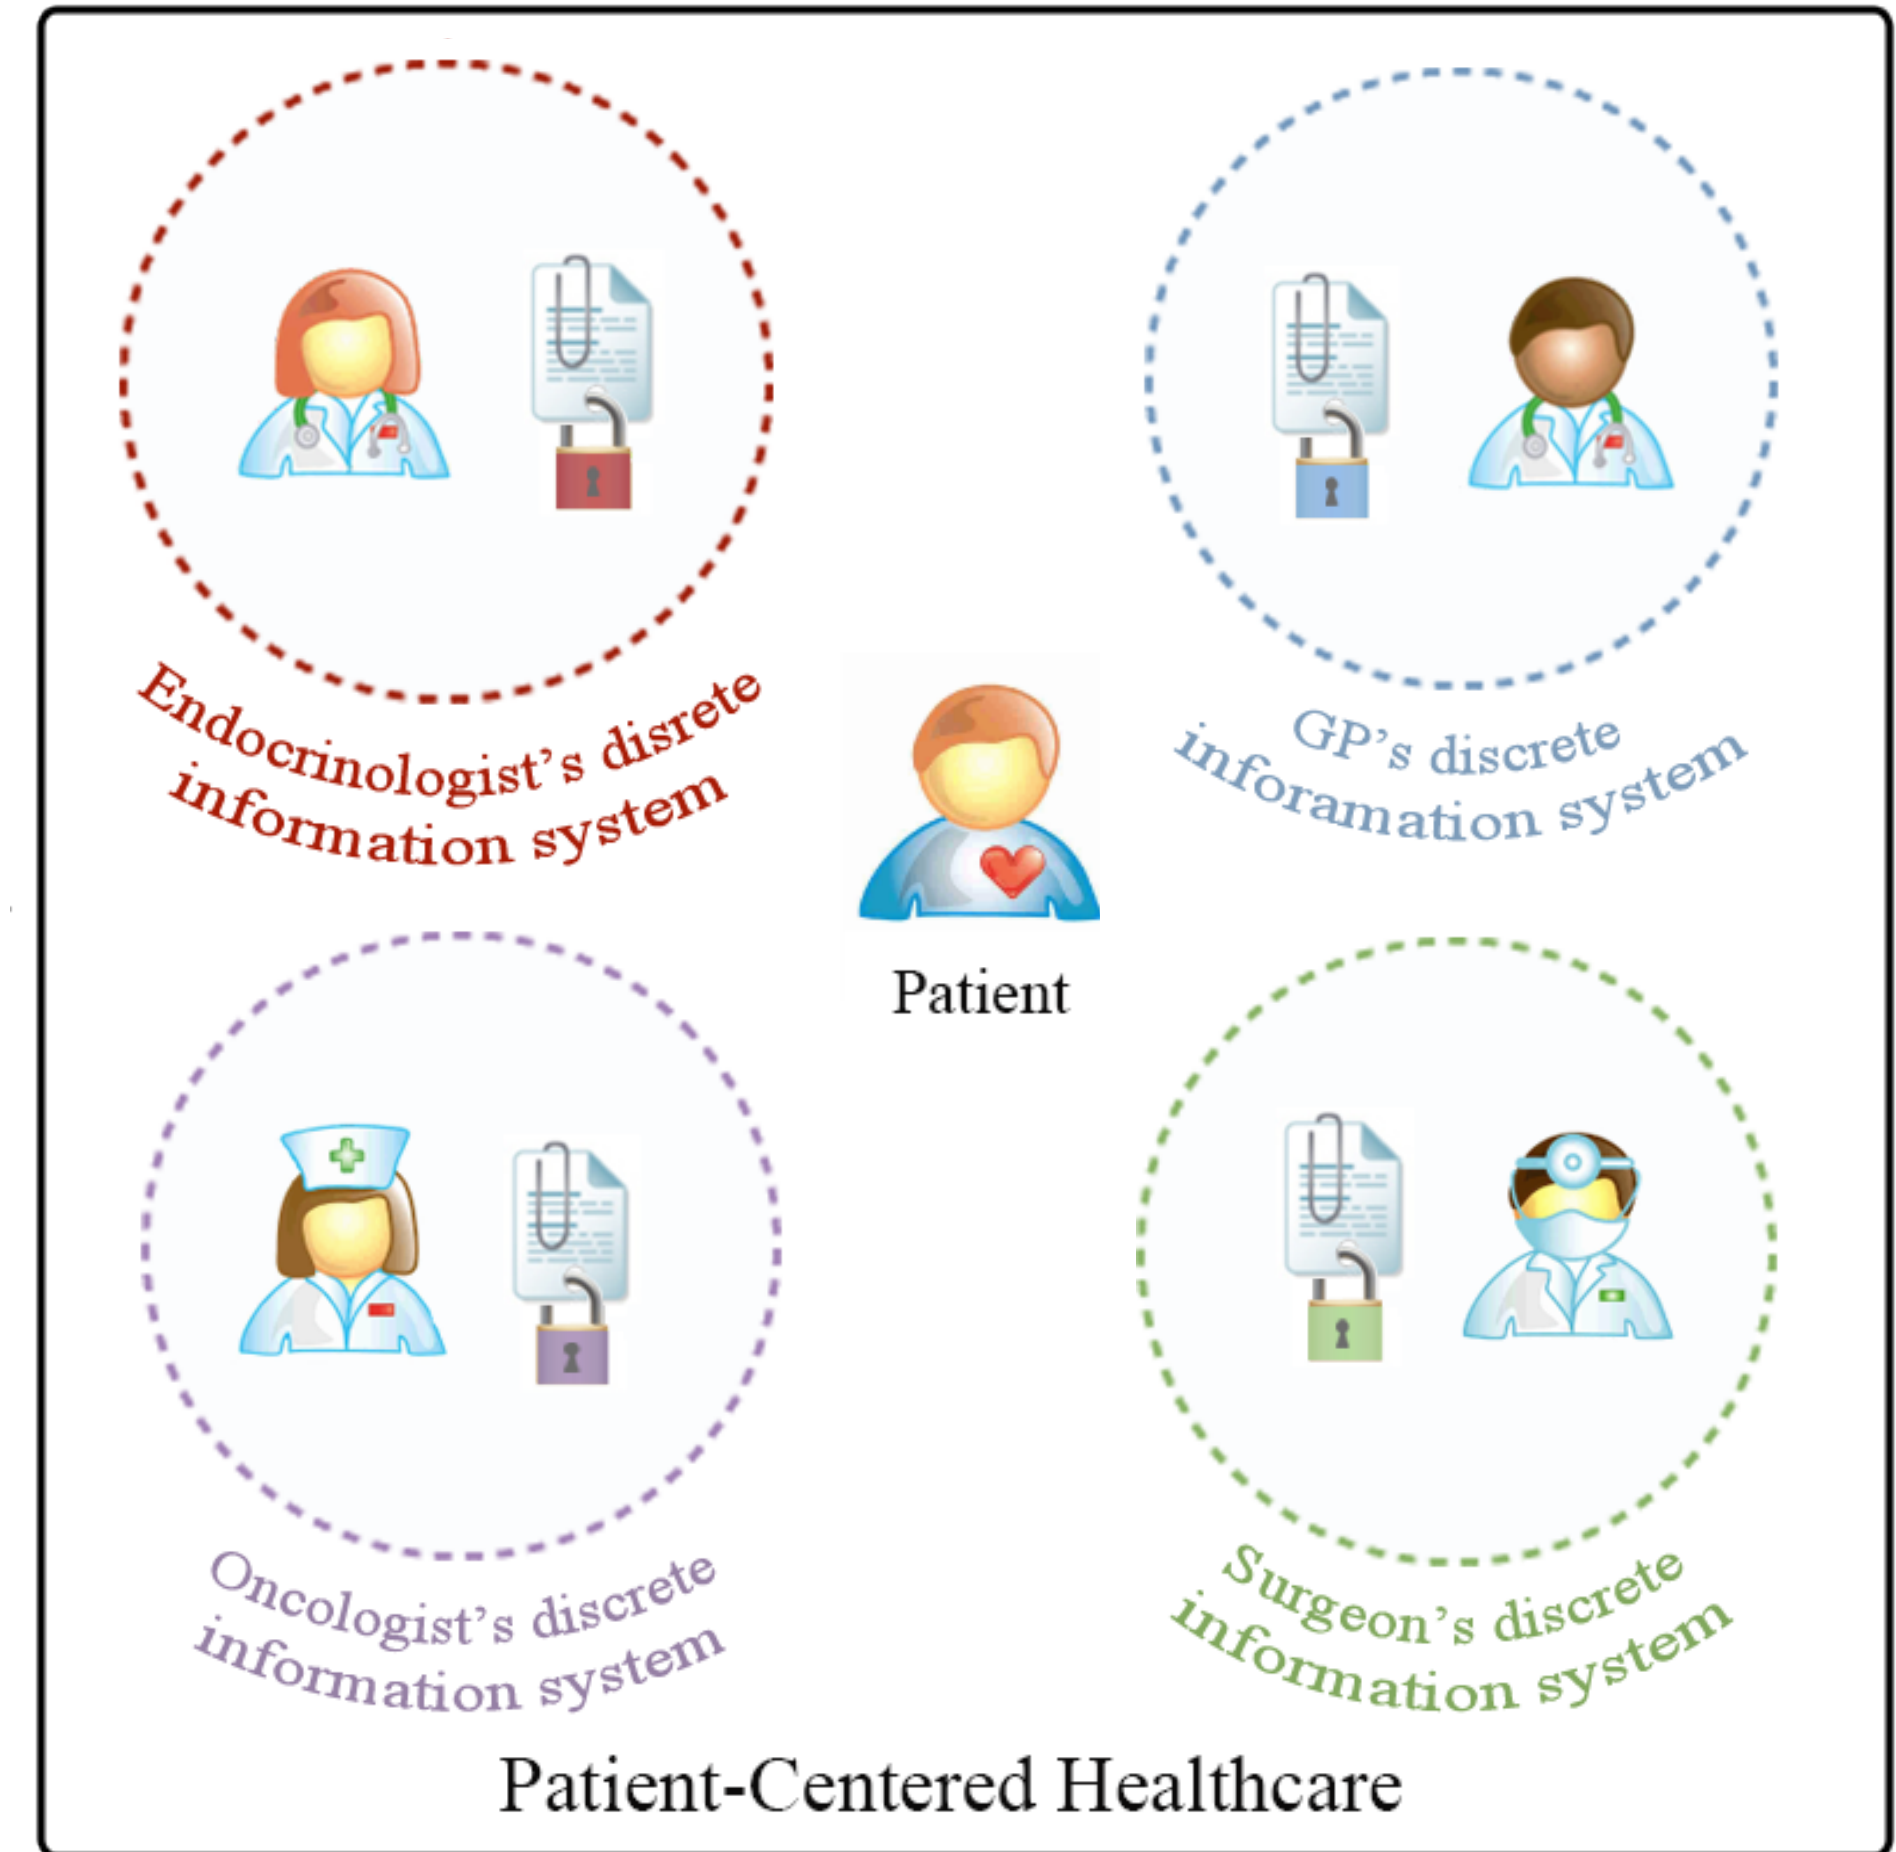 Endocrinologist's disrete
information system
GP's discrete
inforamation system
Patient
Oncologist's discrete
information system
Surgeon's discrete
information system
Patient-Centered Healthcare